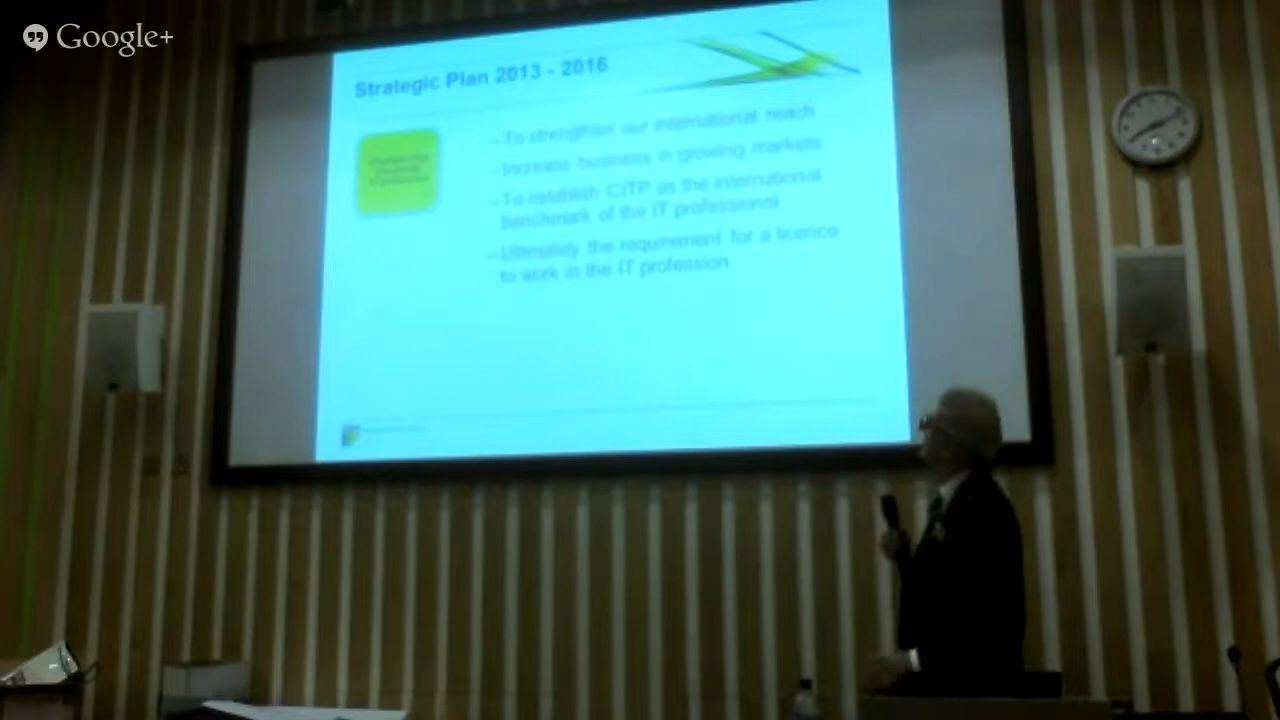 Google+
Strategic Plan 2013 - 2016
- To strengthen our international reach
- Increase business in growing markets
- To establish CITP as the international
benchmark of the IT professional
- Ultimately the requirement for a licence
to work in the IT profession